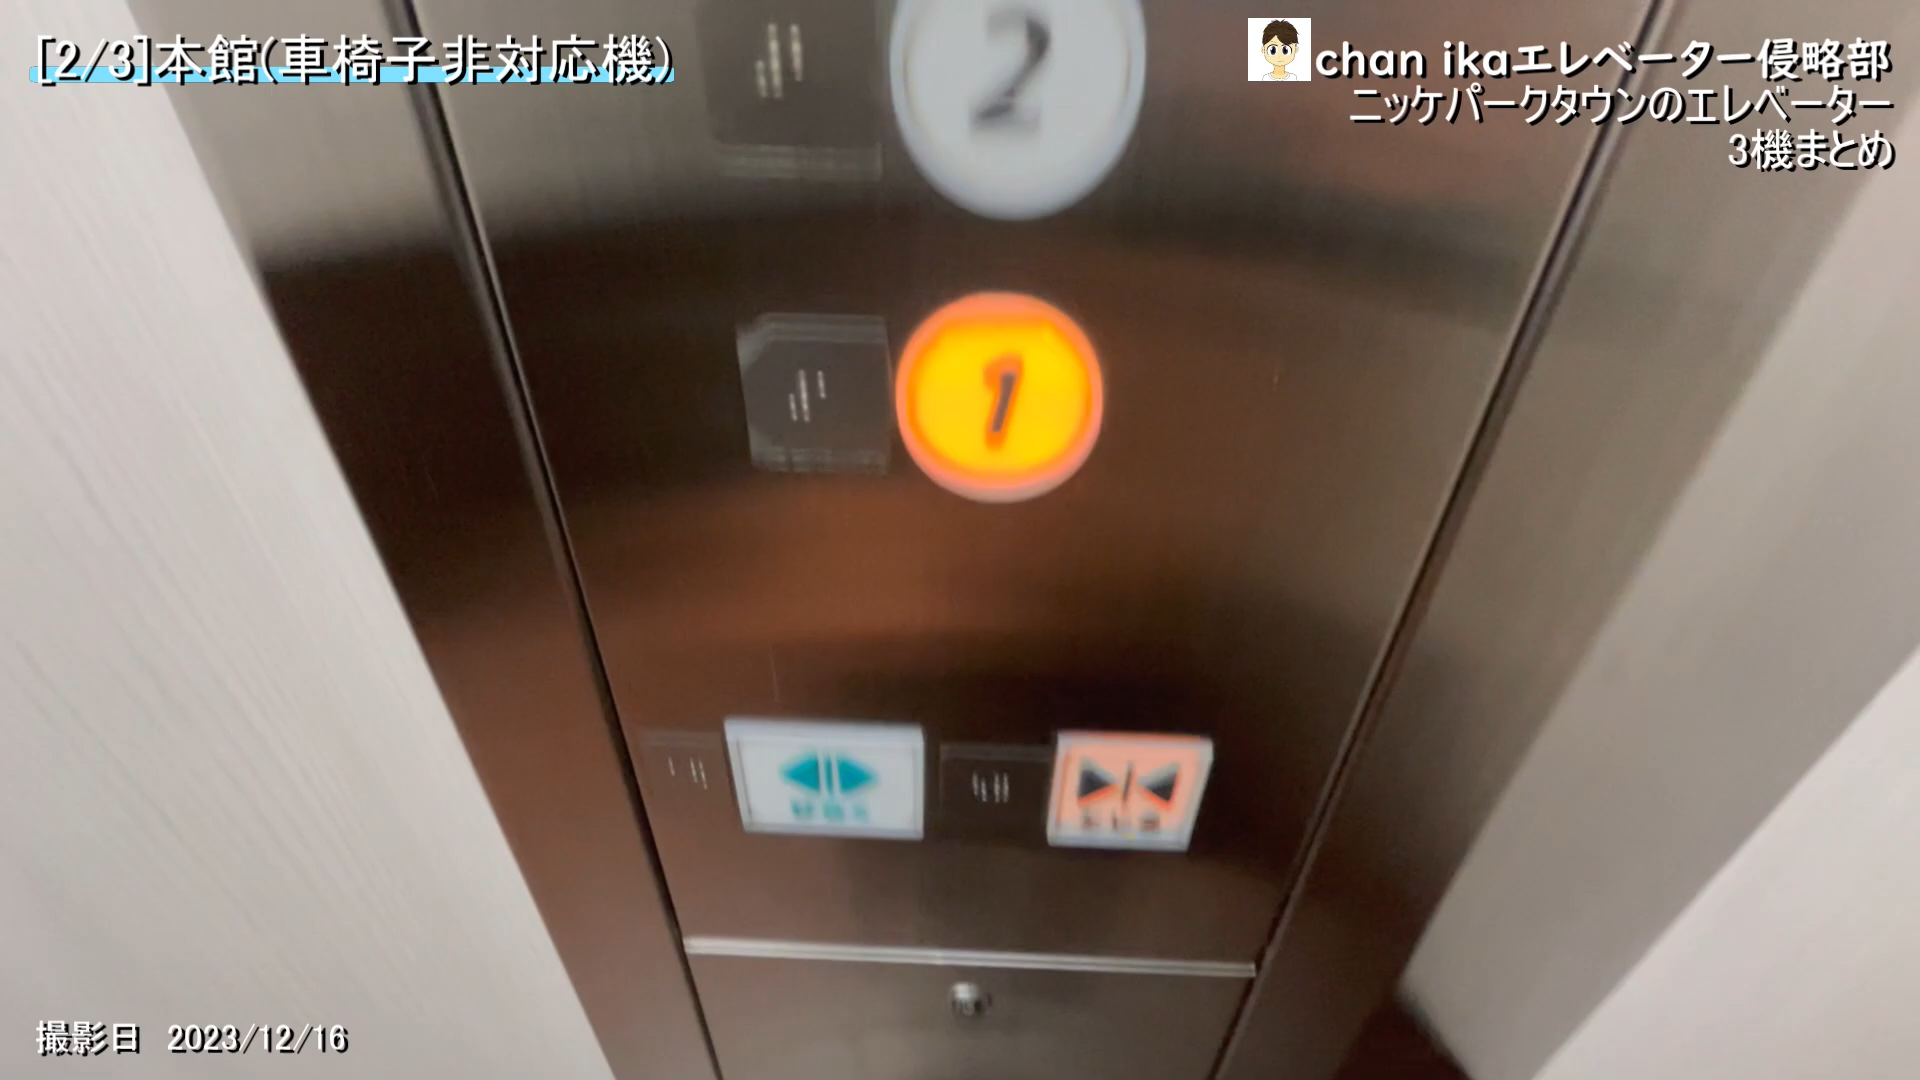 [2/3]本館(車椅子非対応機)
chan ikaエレベーター侵略部
ニッケパークタウンのエレベーター
3機まとめ
2
1
撮影日 2023/12/16